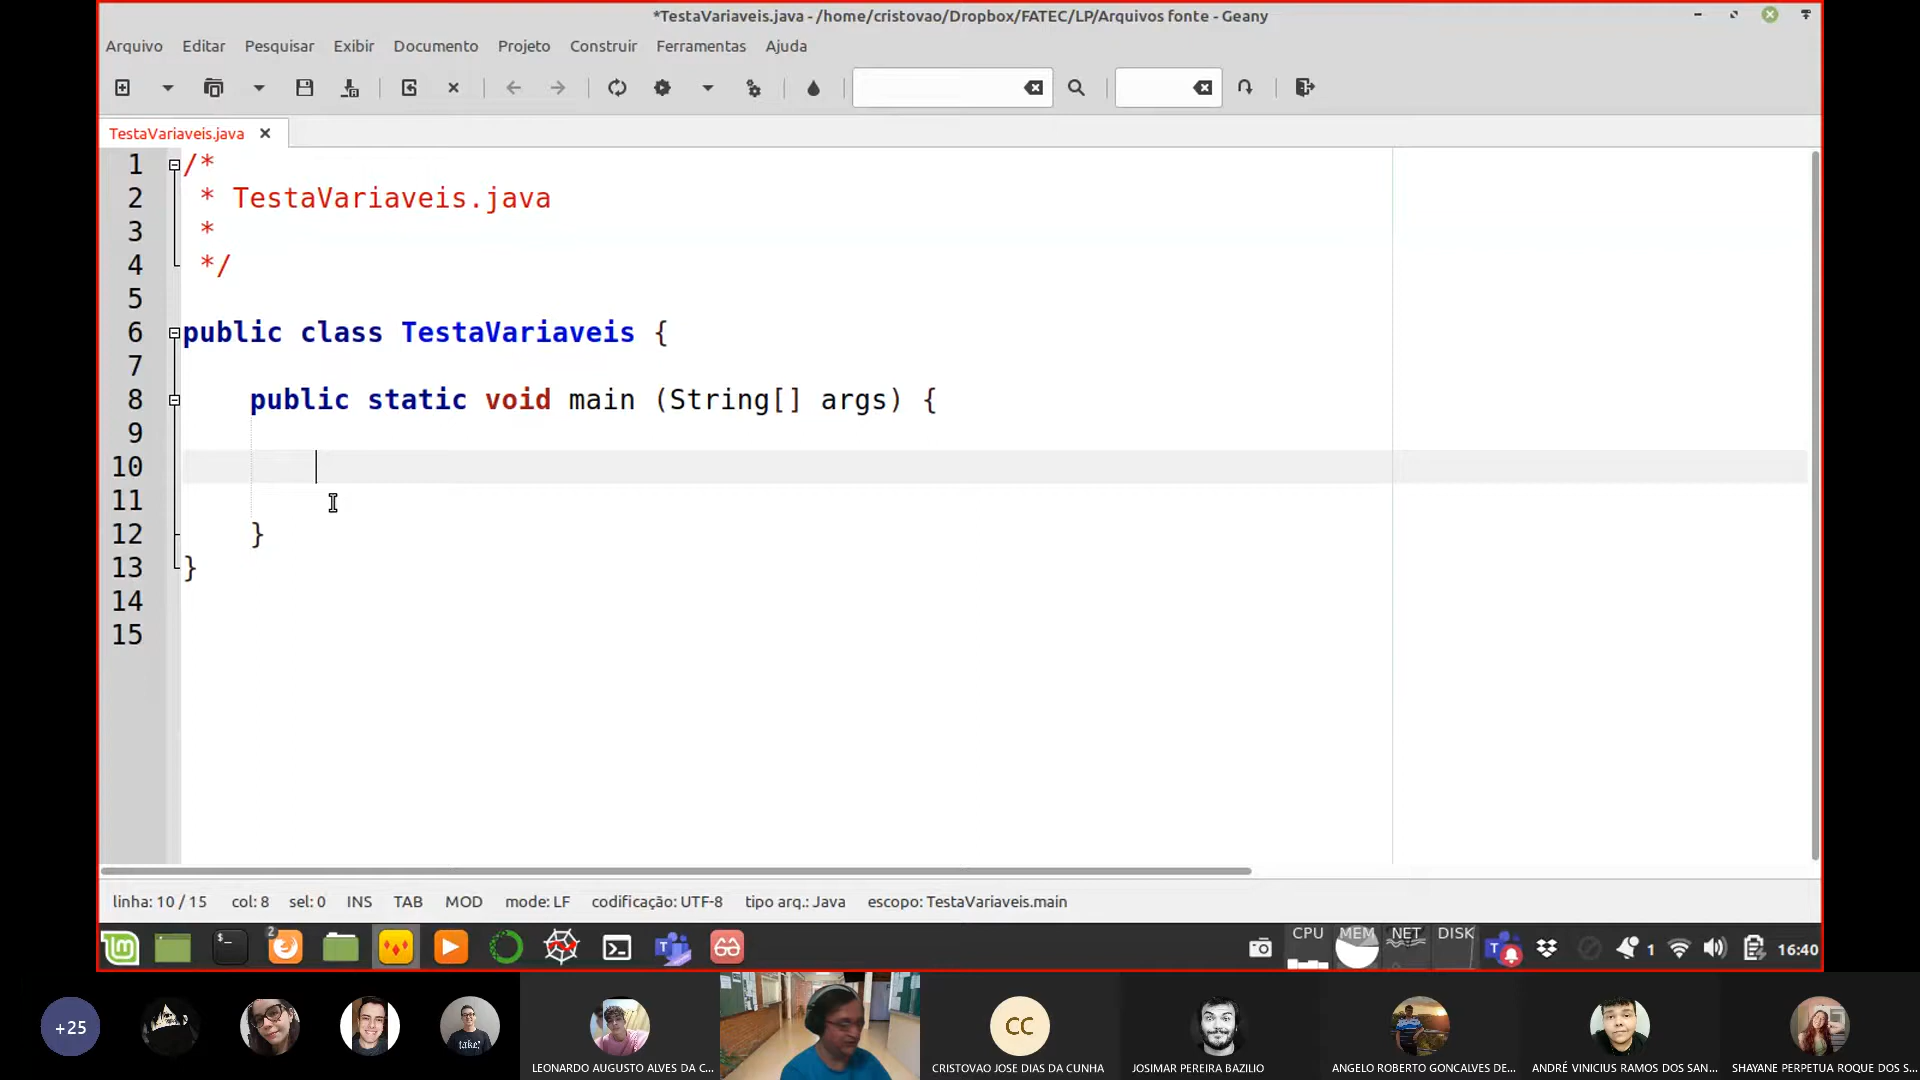 *TestaVariaveis.java - /home/cristovao/Dropbox/FATEC/LP/Arquivos fonte - Geany
Arquivo Editar Pesquisar Exibir Documento Projeto Construir Ferramentas Ajuda
TestaVariaveis.java
1 /*
2 * TestaVariaveis.java
3 *
4 */
5
6 public class TestaVariaveis {
7
8 public static void main (String[] args) {
9
10
11
12 }
13 }
14
15
linha: 10 / 15 col: 8 sel: 0 INS TAB MOD mode: LF codificação: UTF-8 tipo arq.: Java escopo: TestaVariaveis.main
2 CPU MEM NET DISK 1 16:40
+25
take!
CC
LEONARDO AUGUSTO ALVES DA C... CRISTOVAO JOSE DIAS DA CUNHA JOSIMAR PEREIRA BAZILIO ANGELO ROBERTO GONCALVES DE... ANDRÉ VINICIUS RAMOS DOS SAN... SHAYANE PERPETUA ROQUE DOS S...